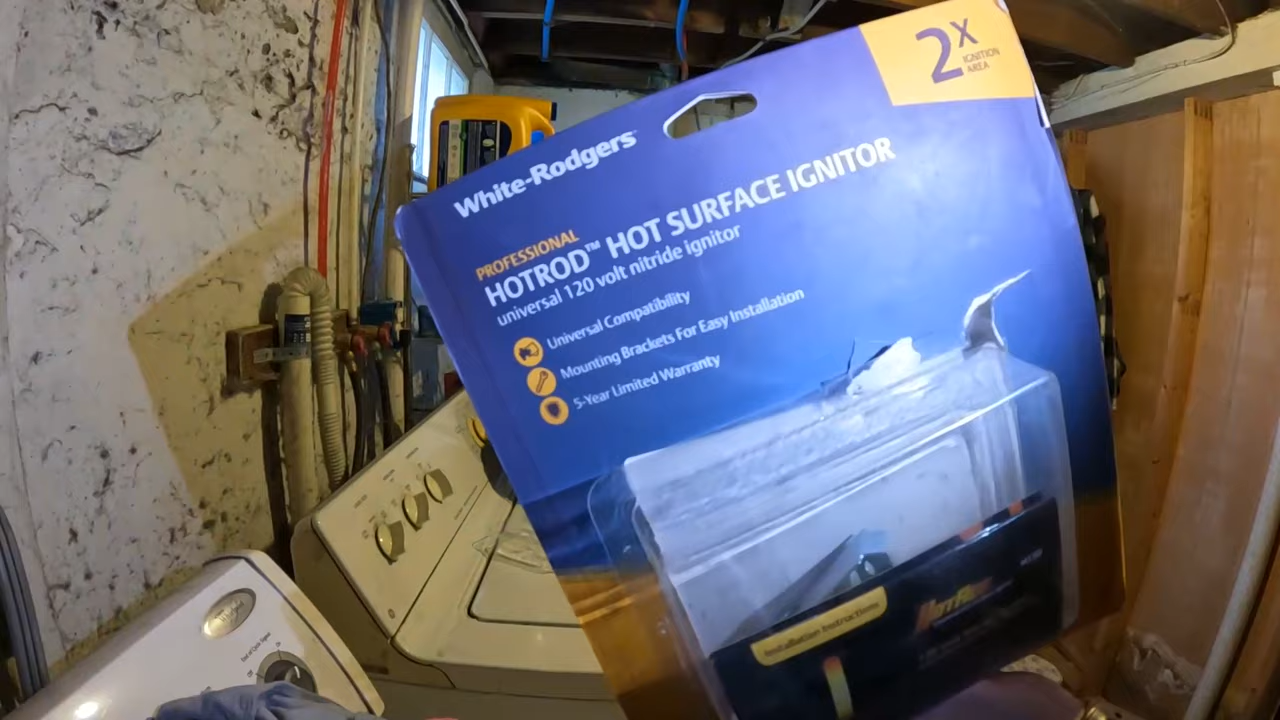 2X
IGNITION
AREA
White-Rodgers
PROFESSIONAL
HOTROD™ HOT SURFACE IGNITOR
universal 120 volt nitride ignitor
Universal Compatibility
Mounting Brackets For Easy Installation
5-Year Limited Warranty
Installation Instructions